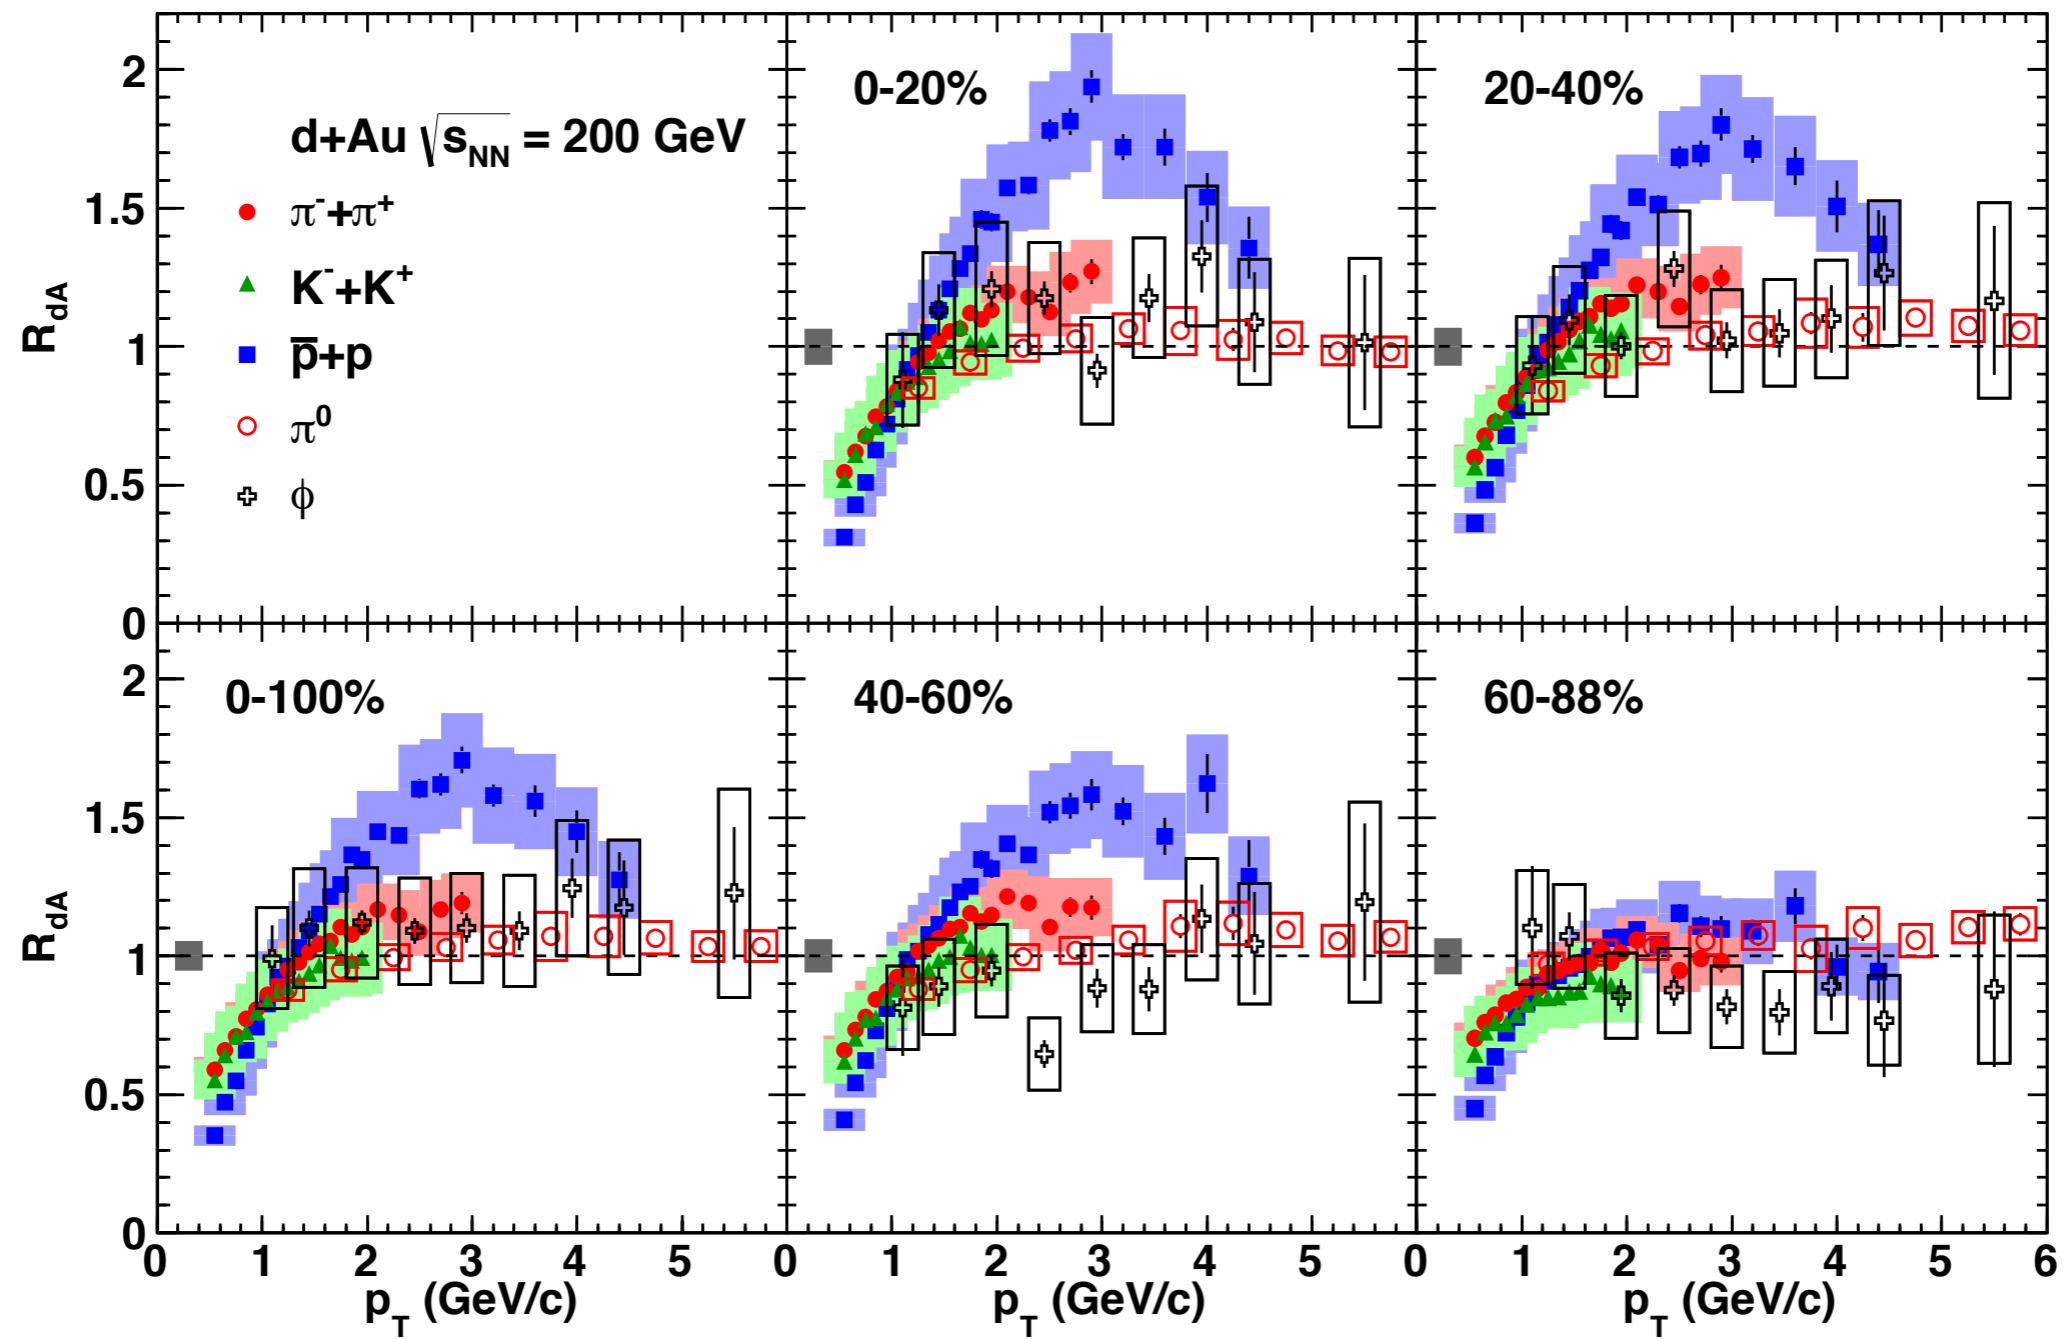 2
1.5
1
0.5
0
R_dA
d+Au √s_NN = 200 GeV
π⁻+π⁺
K⁻+K⁺
p̅+p
π⁰
ϕ
0-20%
20-40%
2
1.5
1
0.5
0
R_dA
0-100%
40-60%
60-88%
0 1 2 3 4 5 0 1 2 3 4 5 0 1 2 3 4 5 6
p_T (GeV/c) p_T (GeV/c) p_T (GeV/c)